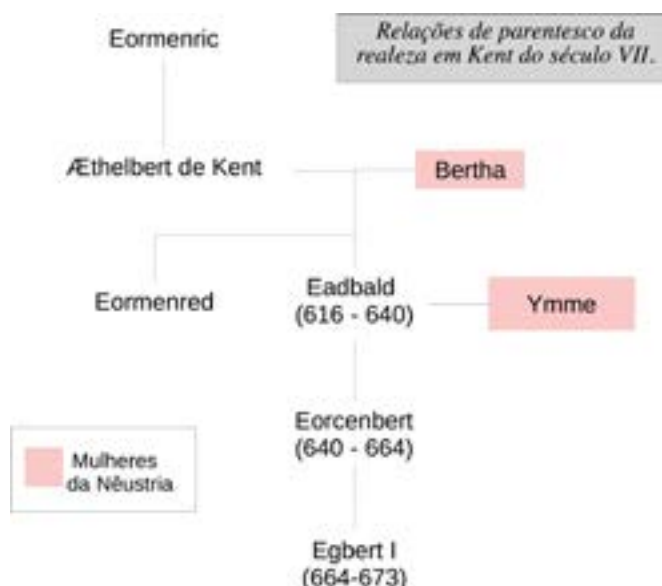 Eormenric
Relações de parentesco da
realeza em Kent do século VII.
Æthelbert de Kent
Bertha
Eormenred
Eadbald
(616 - 640)
Ymme
Eorcenbert
(640 - 664)
Mulheres
da Nêustria
Egbert I
(664-673)